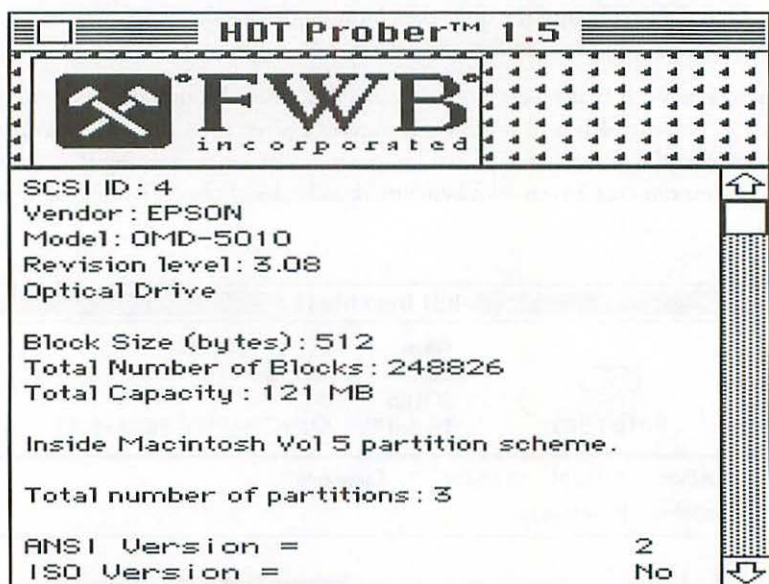 HDT Prober™ 1.5
FWB
incorporated
SCSI ID: 4
Vendor: EPSON
Model: OMD-5010
Revision level: 3.08
Optical Drive
Block Size (bytes): 512
Total Number of Blocks: 248826
Total Capacity: 121 MB
Inside Macintosh Vol 5 partition scheme.
Total number of partitions: 3
ANSI Version = 2
ISO Version = No